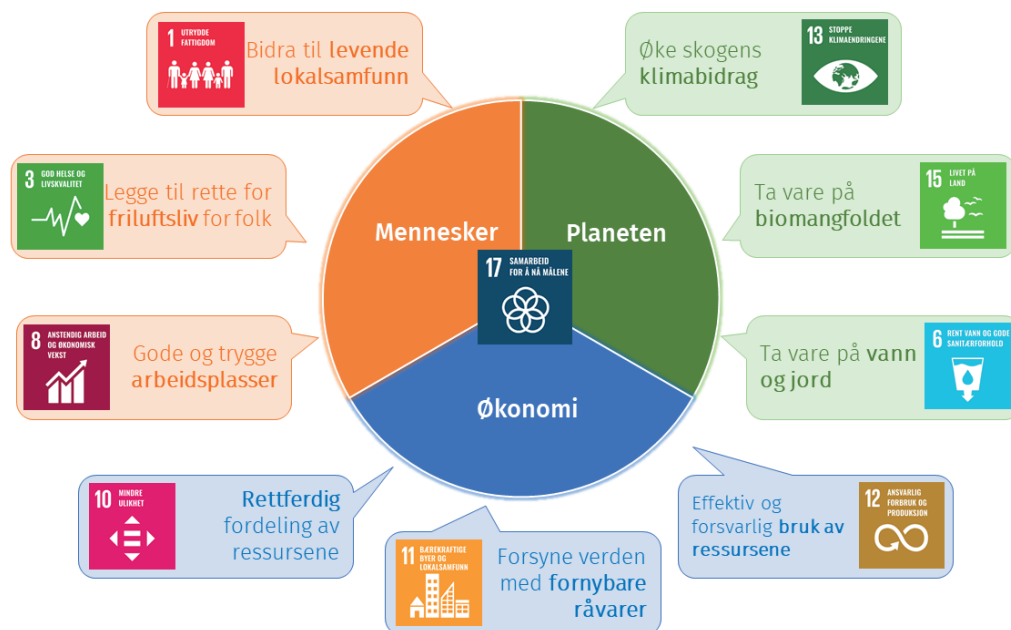 1 UTRYDDE
FATTIGDOM
Bidra til levende
lokalsamfunn
13 STOPPE
KLIMAENDRINGENE
Øke skogens
klimabidrag
3 GOD HELSE OG
LIVSKVALITET
Legge til rette for
friluftsliv for folk
15 LIVET PÅ
LAND
Ta vare på
biomangfoldet
Mennesker
Planeten
17 SAMARBEID
FOR Å NÅ MÅLENE
8 ANSTENDIG ARBEID
OG ØKONOMISK
VEKST
Gode og trygge
arbeidsplasser
6 RENT VANN OG GODE
SANITÆRFORHOLD
Ta vare på vann
og jord
Økonomi
10 MINDRE
ULIKHET
Rettferdig
fordeling av
ressursene
11 BÆREKRAFTIGE
BYER OG
LOKALSAMFUNN
Forsyne verden
med fornybare
råvarer
12 ANSVARLIG
FORBRUK OG
PRODUKSJON
Effektiv og
forsvarlig bruk av
ressursene